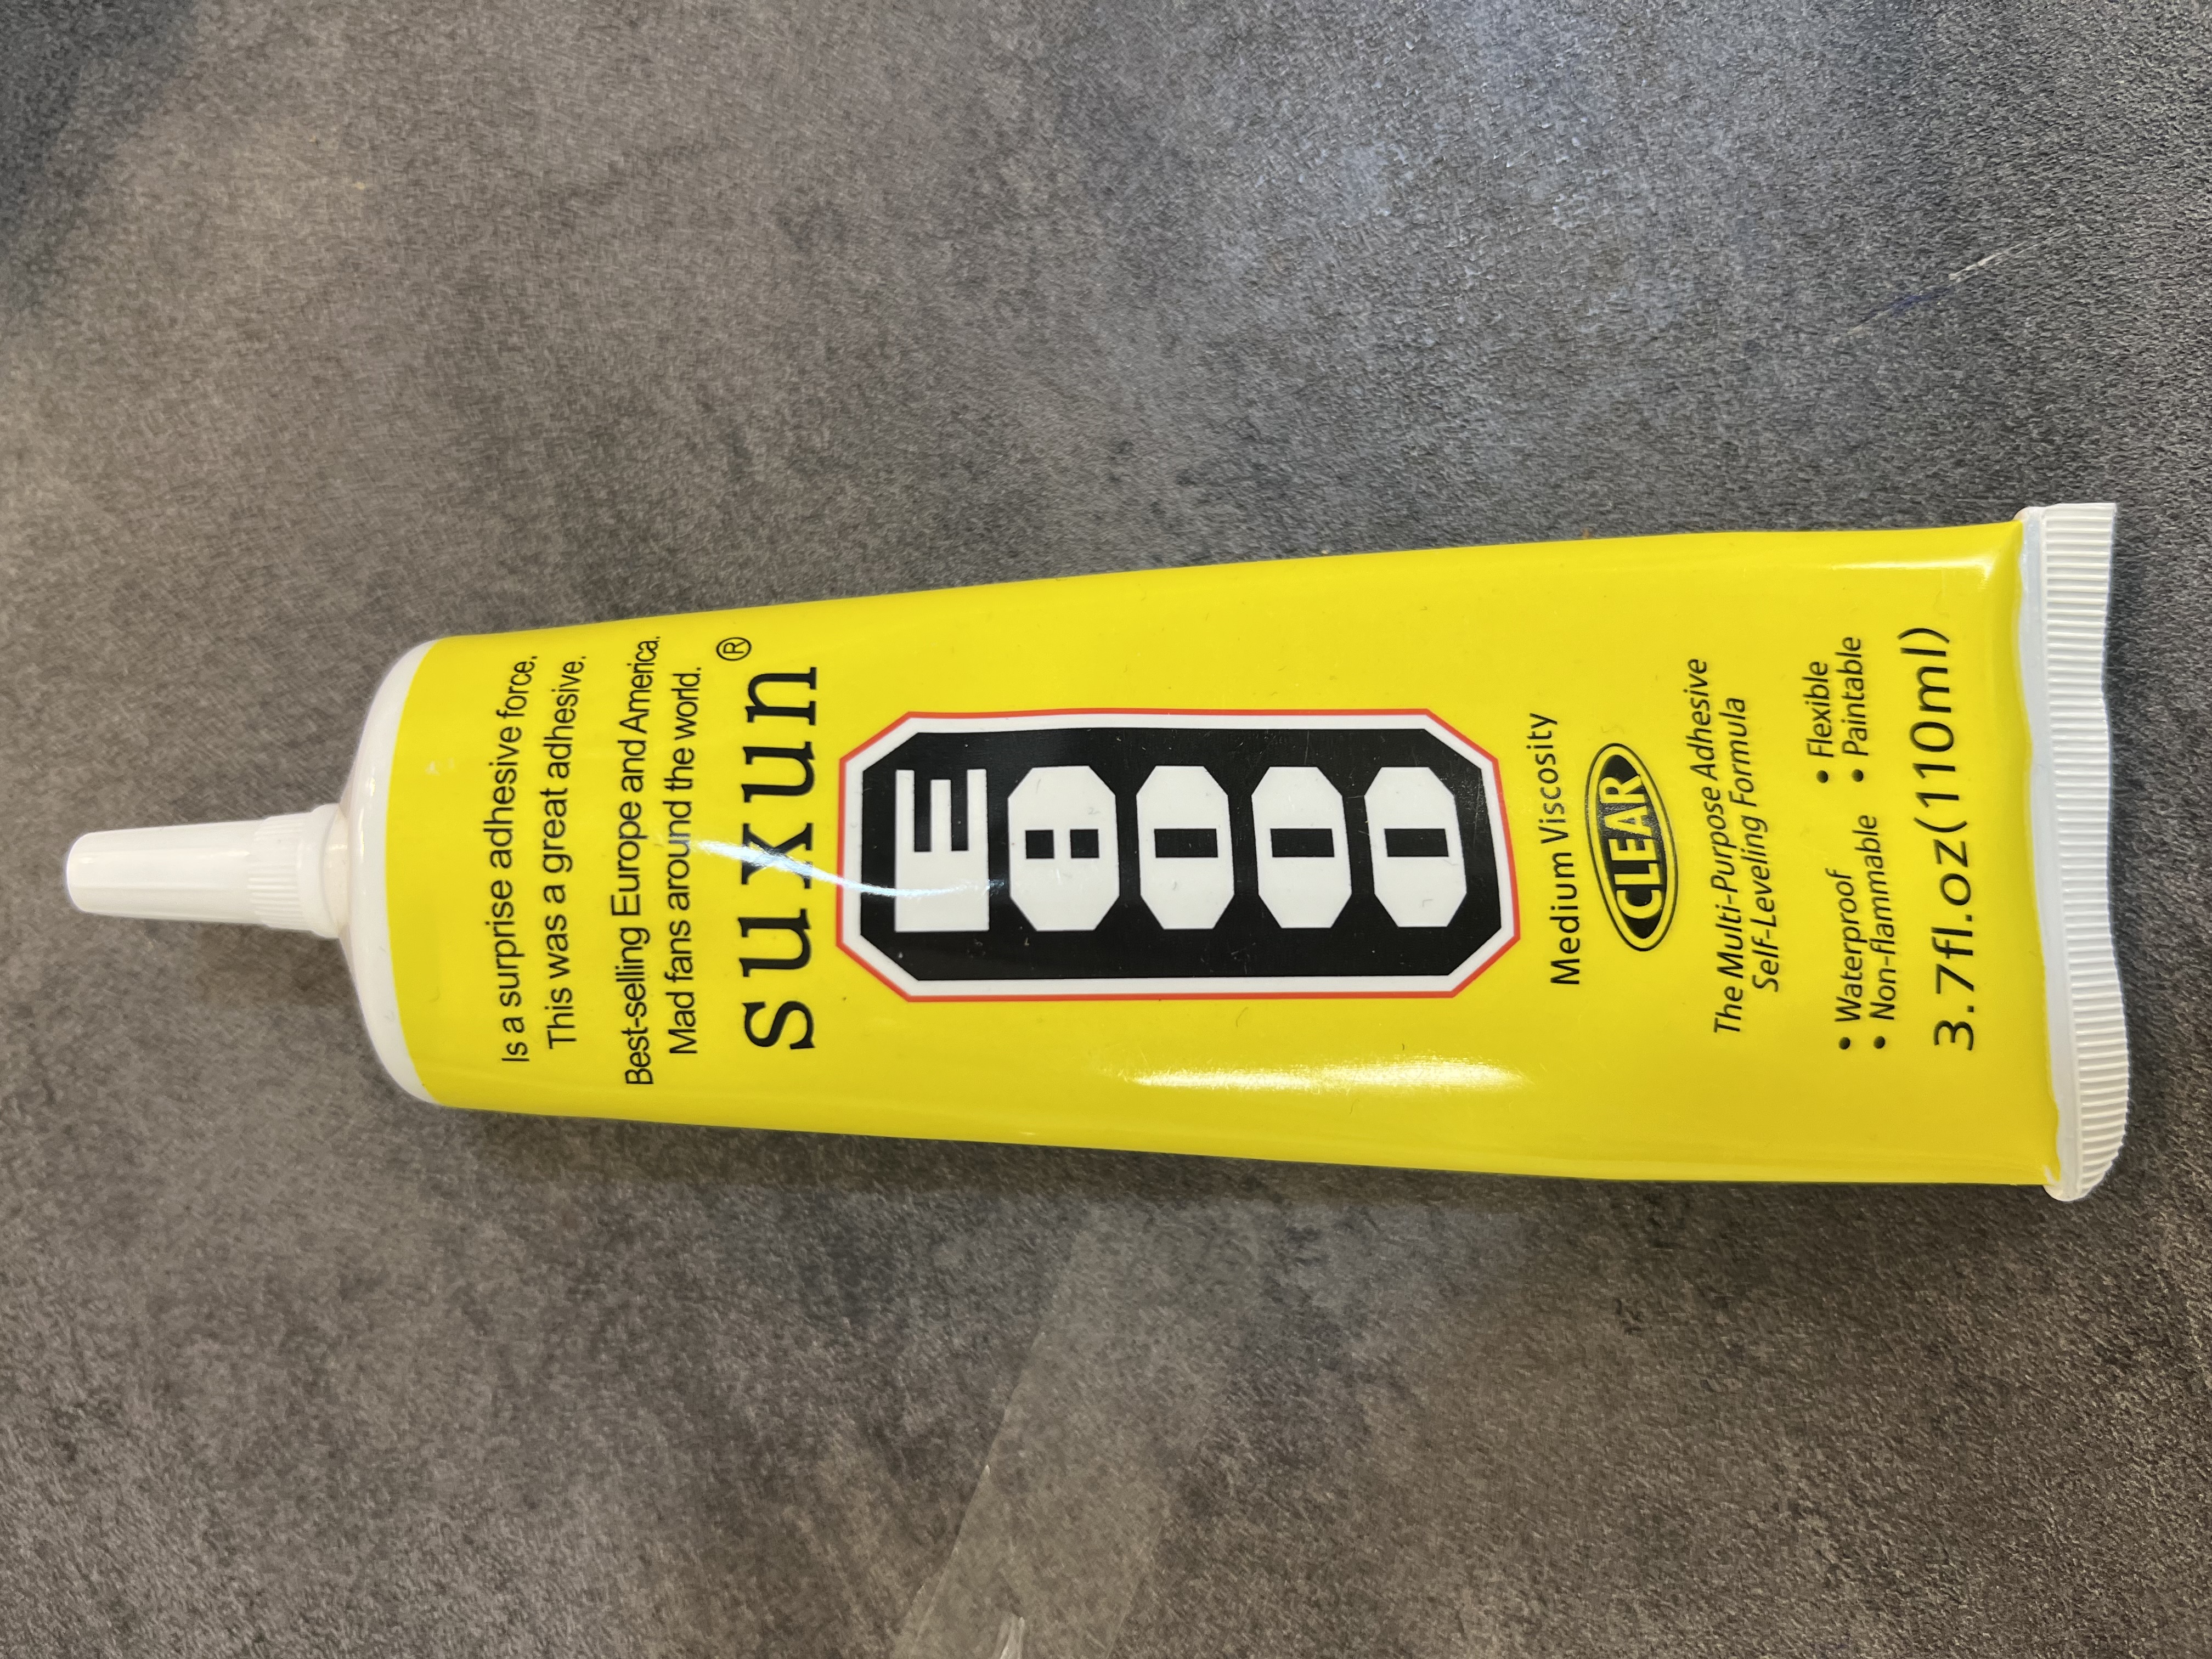 Is a surprise adhesive force.
This was a great adhesive.
Best-selling Europe and America.
Mad fans around the world.
suxun®
E8000
Medium Viscosity
CLEAR
The Multi-Purpose Adhesive
Self-Leveling Formula
• Waterproof • Flexible
• Non-flammable • Paintable
3.7fl.oz(110ml)